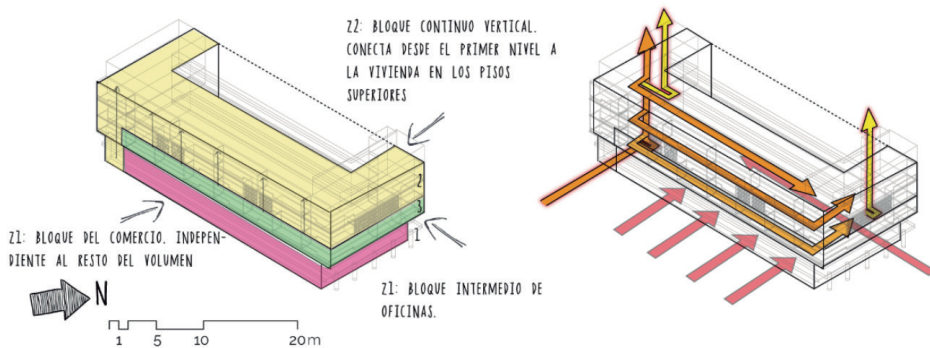 Z2: BLOQUE CONTINUO VERTICAL.
CONECTA DESDE EL PRIMER NIVEL A
LA VIVIENDA EN LOS PISOS
SUPERIORES
2
3
1
Z1: BLOQUE DEL COMERCIO. INDEPEN-
DIENTE AL RESTO DEL VOLUMEN
Z1: BLOQUE INTERMEDIO DE
OFICINAS.
N
1 5 10 20m